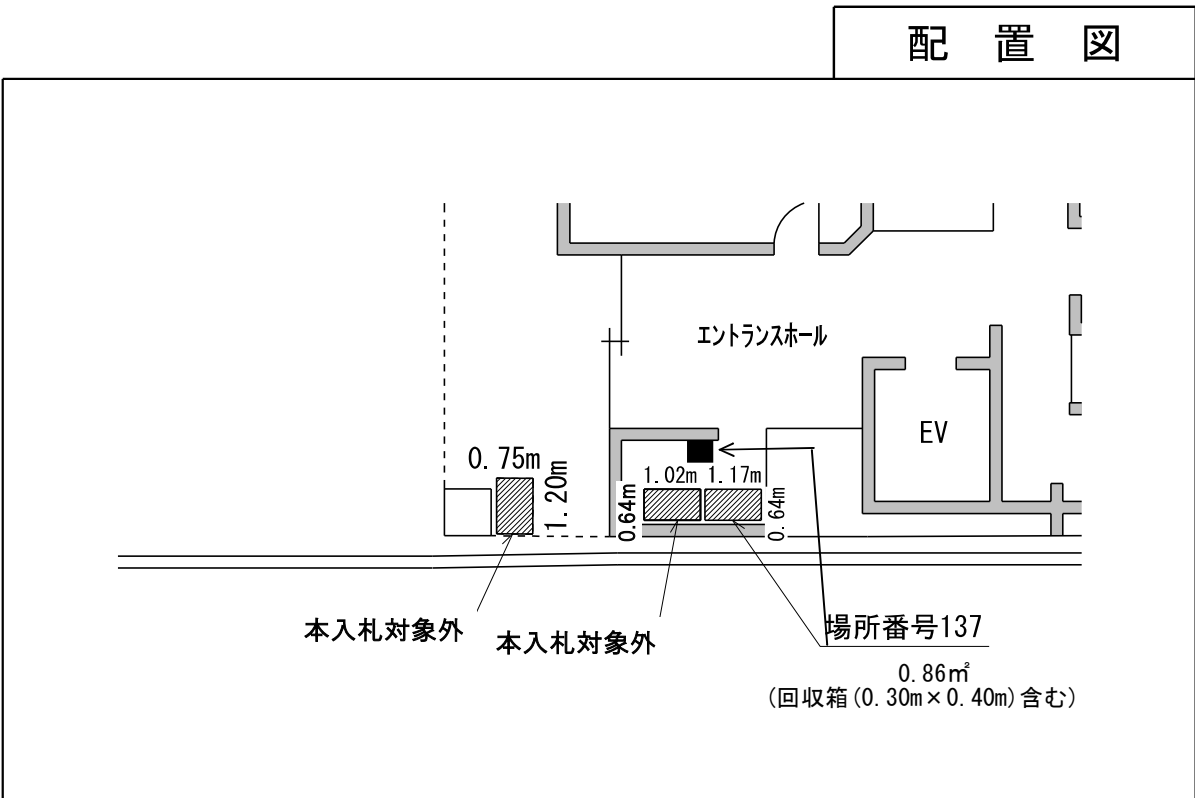 配　置　図
エントランスホール
EV
0.75m
1.20m
0.64m
1.02m
1.17m
0.64m
本入札対象外
本入札対象外
場所番号137
0.86㎡
(回収箱(0.30m×0.40m)含む)